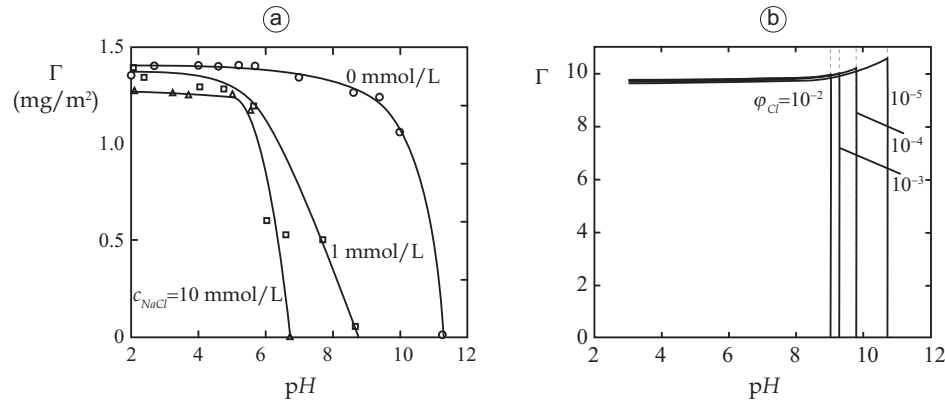 a
b
1.5
1.0
0.5
0
Γ
(mg/m²)
0 mmol/L
1 mmol/L
c_NaCl=10 mmol/L
2 4 6 8 10 12
pH
Γ
10
8
6
4
2
0
φ_Cl=10⁻²
10⁻⁵
10⁻⁴
10⁻³
2 4 6 8 10 12
pH